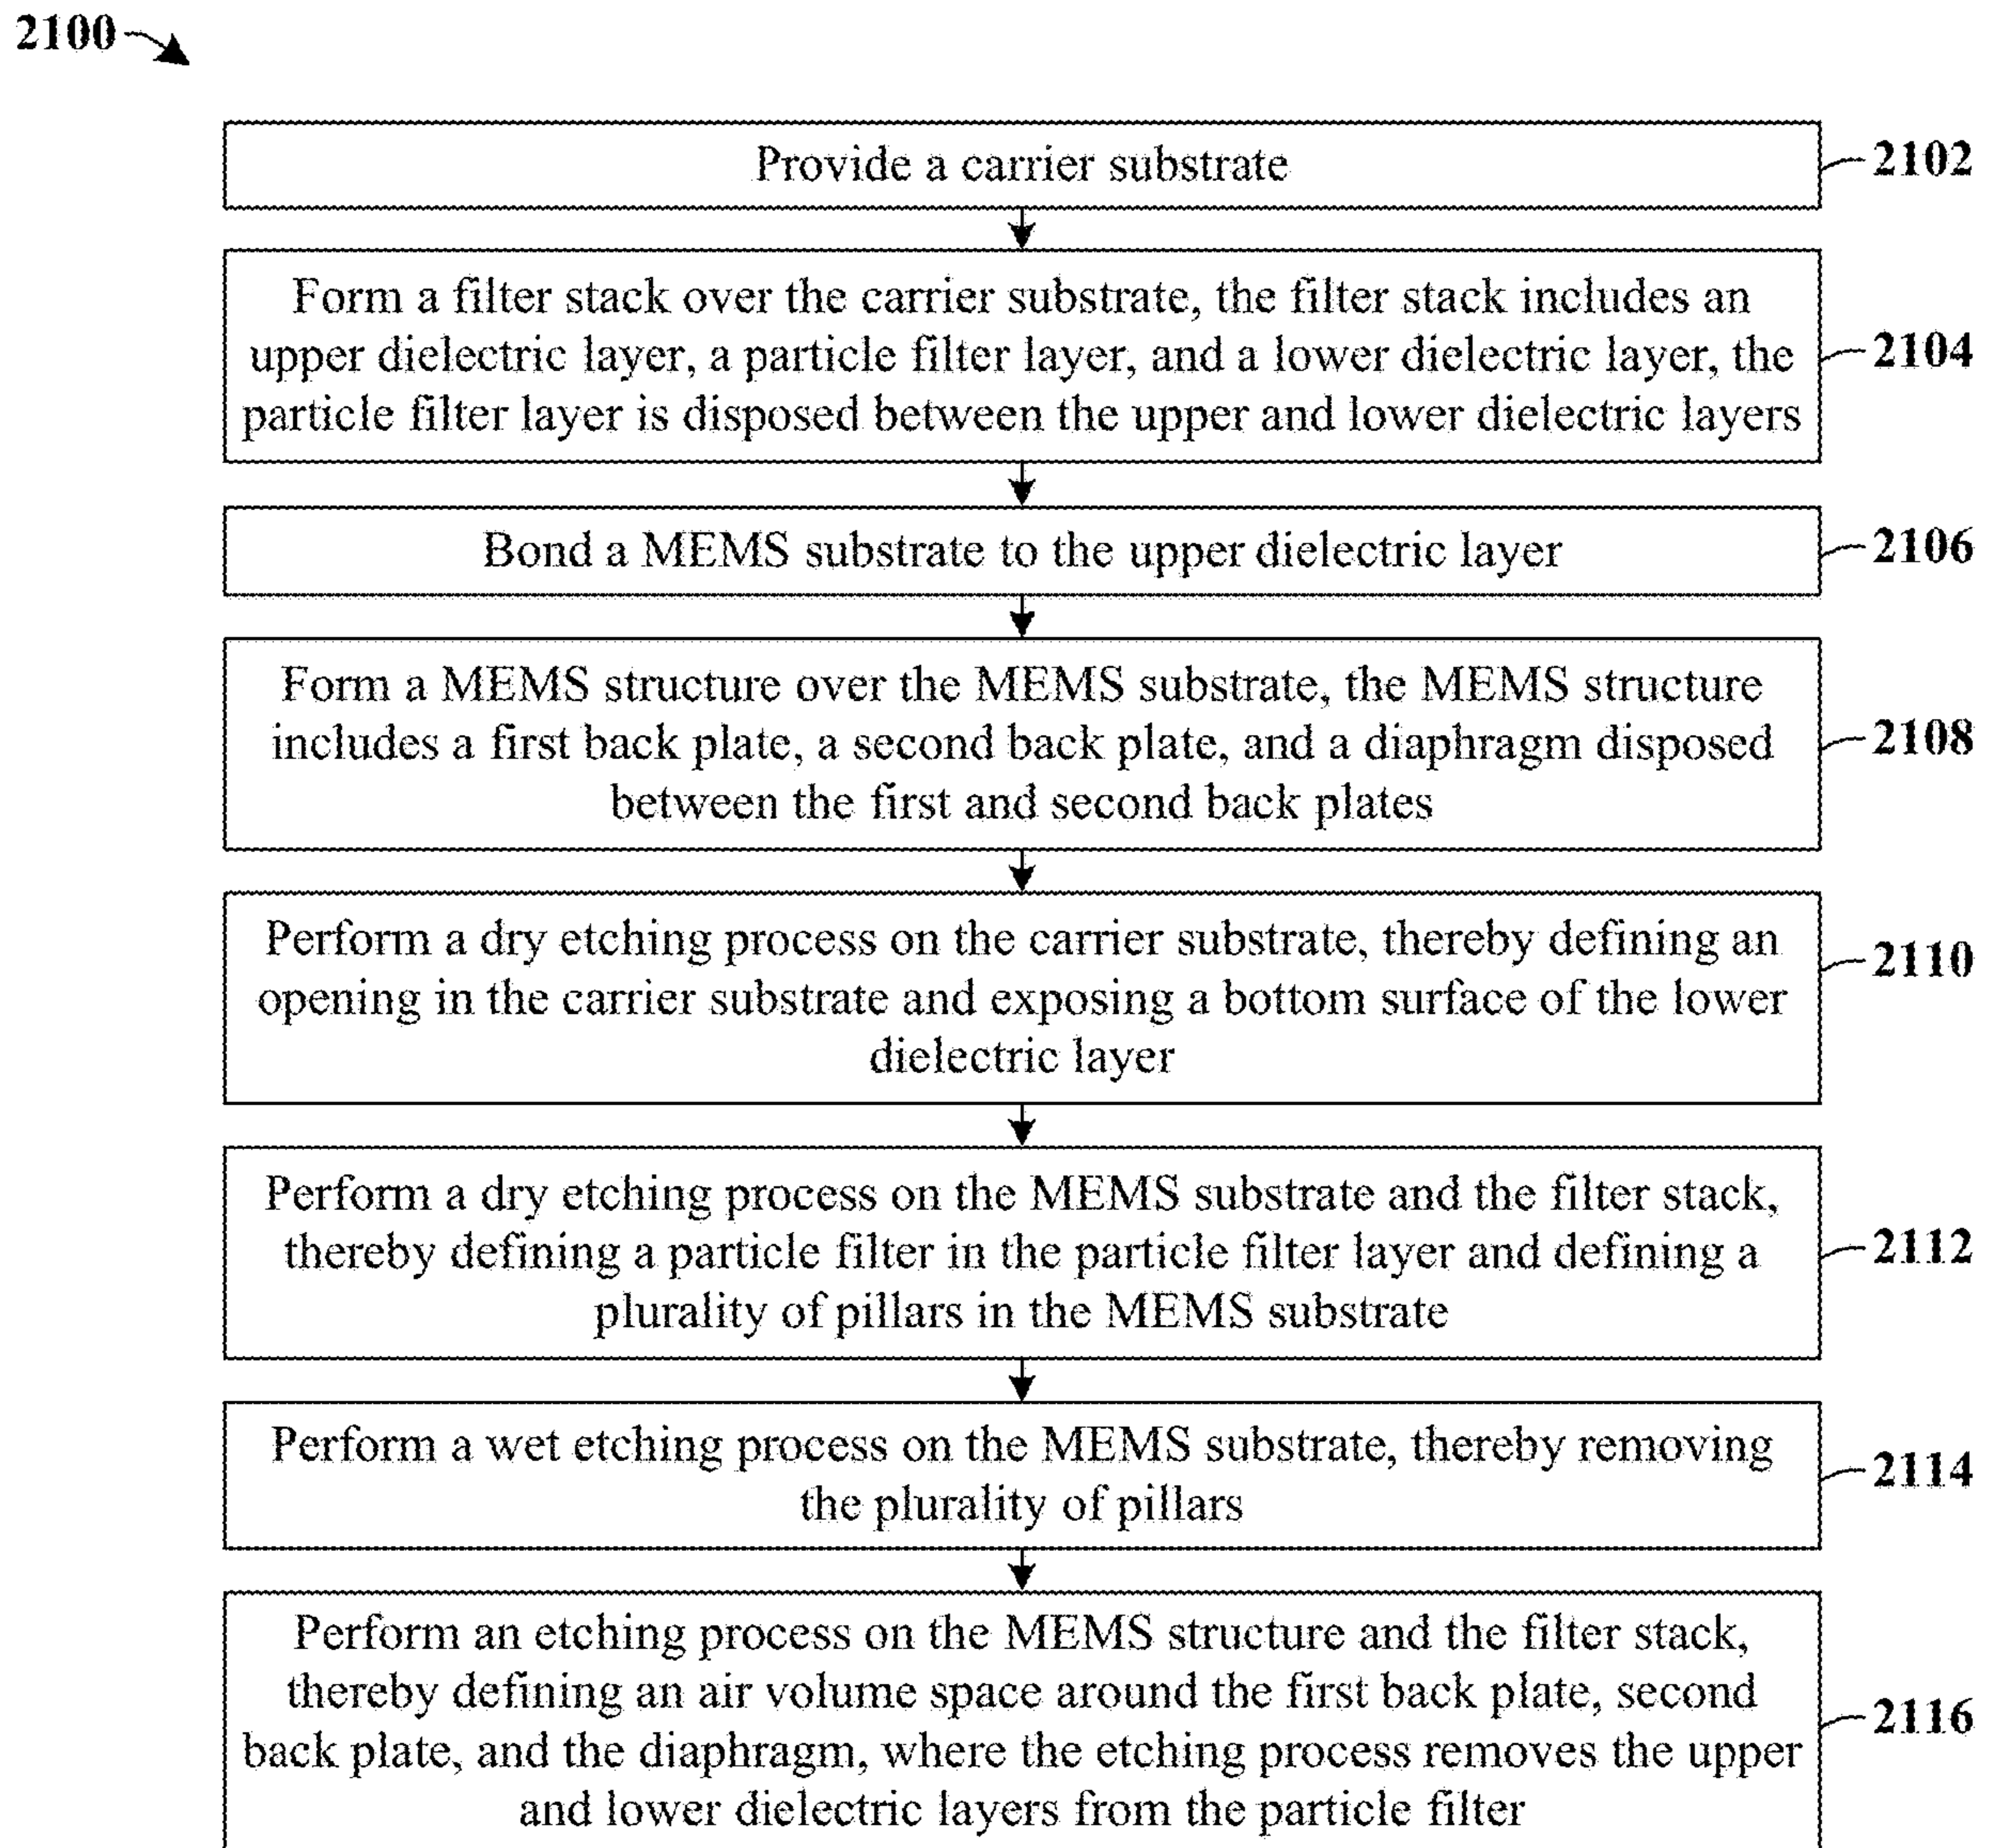 2100
Provide a carrier substrate
2102
Form a filter stack over the carrier substrate, the filter stack includes an
upper dielectric layer, a particle filter layer, and a lower dielectric layer, the
particle filter layer is disposed between the upper and lower dielectric layers
2104
Bond a MEMS substrate to the upper dielectric layer
2106
Form a MEMS structure over the MEMS substrate, the MEMS structure
includes a first back plate, a second back plate, and a diaphragm disposed
between the first and second back plates
2108
Perform a dry etching process on the carrier substrate, thereby defining an
opening in the carrier substrate and exposing a bottom surface of the lower
dielectric layer
2110
Perform a dry etching process on the MEMS substrate and the filter stack,
thereby defining a particle filter in the particle filter layer and defining a
plurality of pillars in the MEMS substrate
2112
Perform a wet etching process on the MEMS substrate, thereby removing
the plurality of pillars
2114
Perform an etching process on the MEMS structure and the filter stack,
thereby defining an air volume space around the first back plate, second
back plate, and the diaphragm, where the etching process removes the upper
and lower dielectric layers from the particle filter
2116